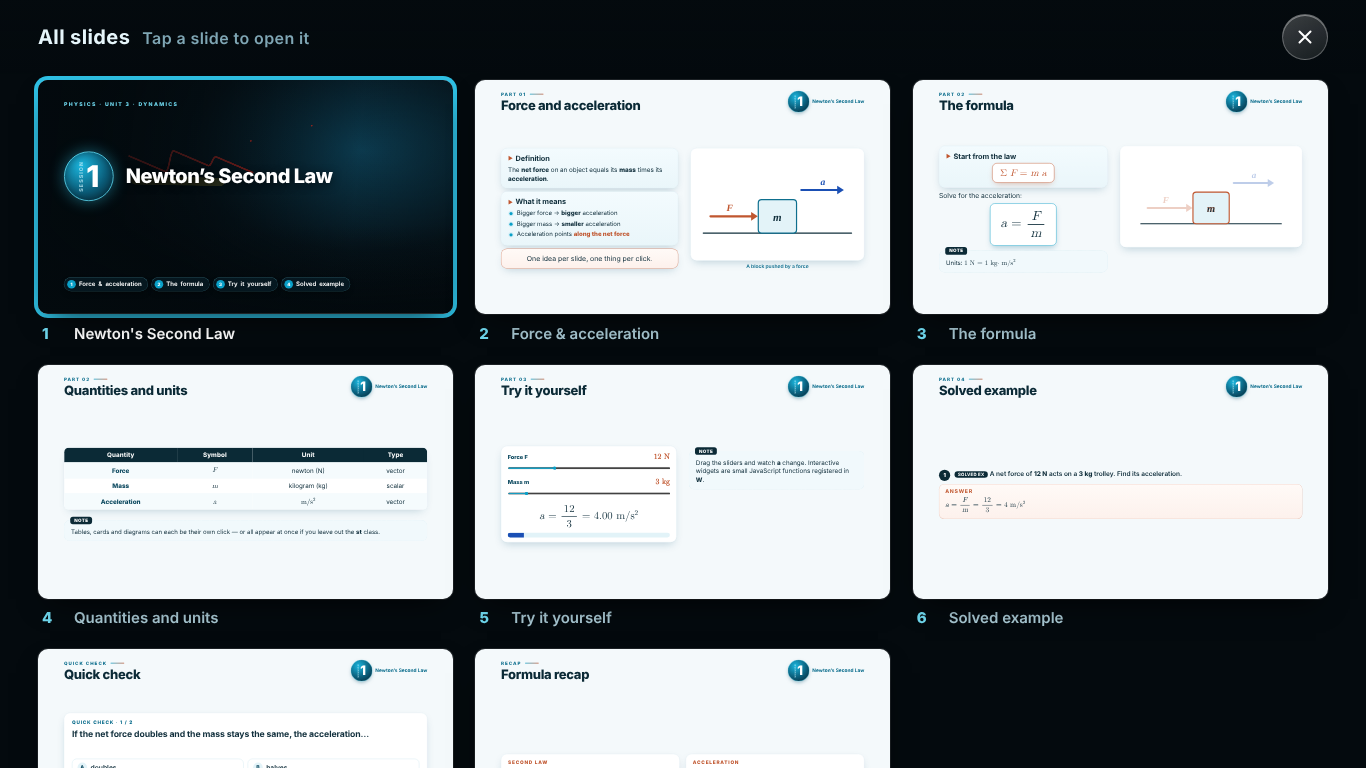 All slides Tap a slide to open it
PHYSICS · UNIT 3 · DYNAMICS
SESSION 1 Newton's Second Law
1 Force & acceleration 2 The formula 3 Try it yourself 4 Solved example
1 Newton's Second Law
PART 01
Force and acceleration
1 Newton's Second Law
Definition
The net force on an object equals its mass times its
acceleration.
What it means
Bigger force → bigger acceleration
Bigger mass → smaller acceleration
Acceleration points along the net force
One idea per slide, one thing per click.
a
F
m
A block pushed by a force
2 Force & acceleration
PART 02
The formula
1 Newton's Second Law
Start from the law
Σ F = m a
Solve for the acceleration:
a = F/m
NOTE
Units: 1 N = 1 kg· m/s²
a
F
m
3 The formula
PART 02
Quantities and units
1 Newton's Second Law
Quantity Symbol Unit Type
Force F newton (N) vector
Mass m kilogram (kg) scalar
Acceleration a m/s² vector
NOTE
Tables, cards and diagrams can each be their own click — or all appear at once if you leave out the st class.
4 Quantities and units
PART 03
Try it yourself
1 Newton's Second Law
Force F 12 N
Mass m 3 kg
a = 12/3 = 4.00 m/s²
NOTE
Drag the sliders and watch a change. Interactive
widgets are small JavaScript functions registered in
W.
5 Try it yourself
PART 04
Solved example
1 Newton's Second Law
1 SOLVED EX A net force of 12 N acts on a 3 kg trolley. Find its acceleration.
ANSWER
a = F/m = 12/3 = 4 m/s²
6 Solved example
QUICK CHECK
Quick check
1 Newton's Second Law
QUICK CHECK · 1 / 2
If the net force doubles and the mass stays the same, the acceleration…
A doubles
B halves
RECAP
Formula recap
1 Newton's Second Law
SECOND LAW
ACCELERATION